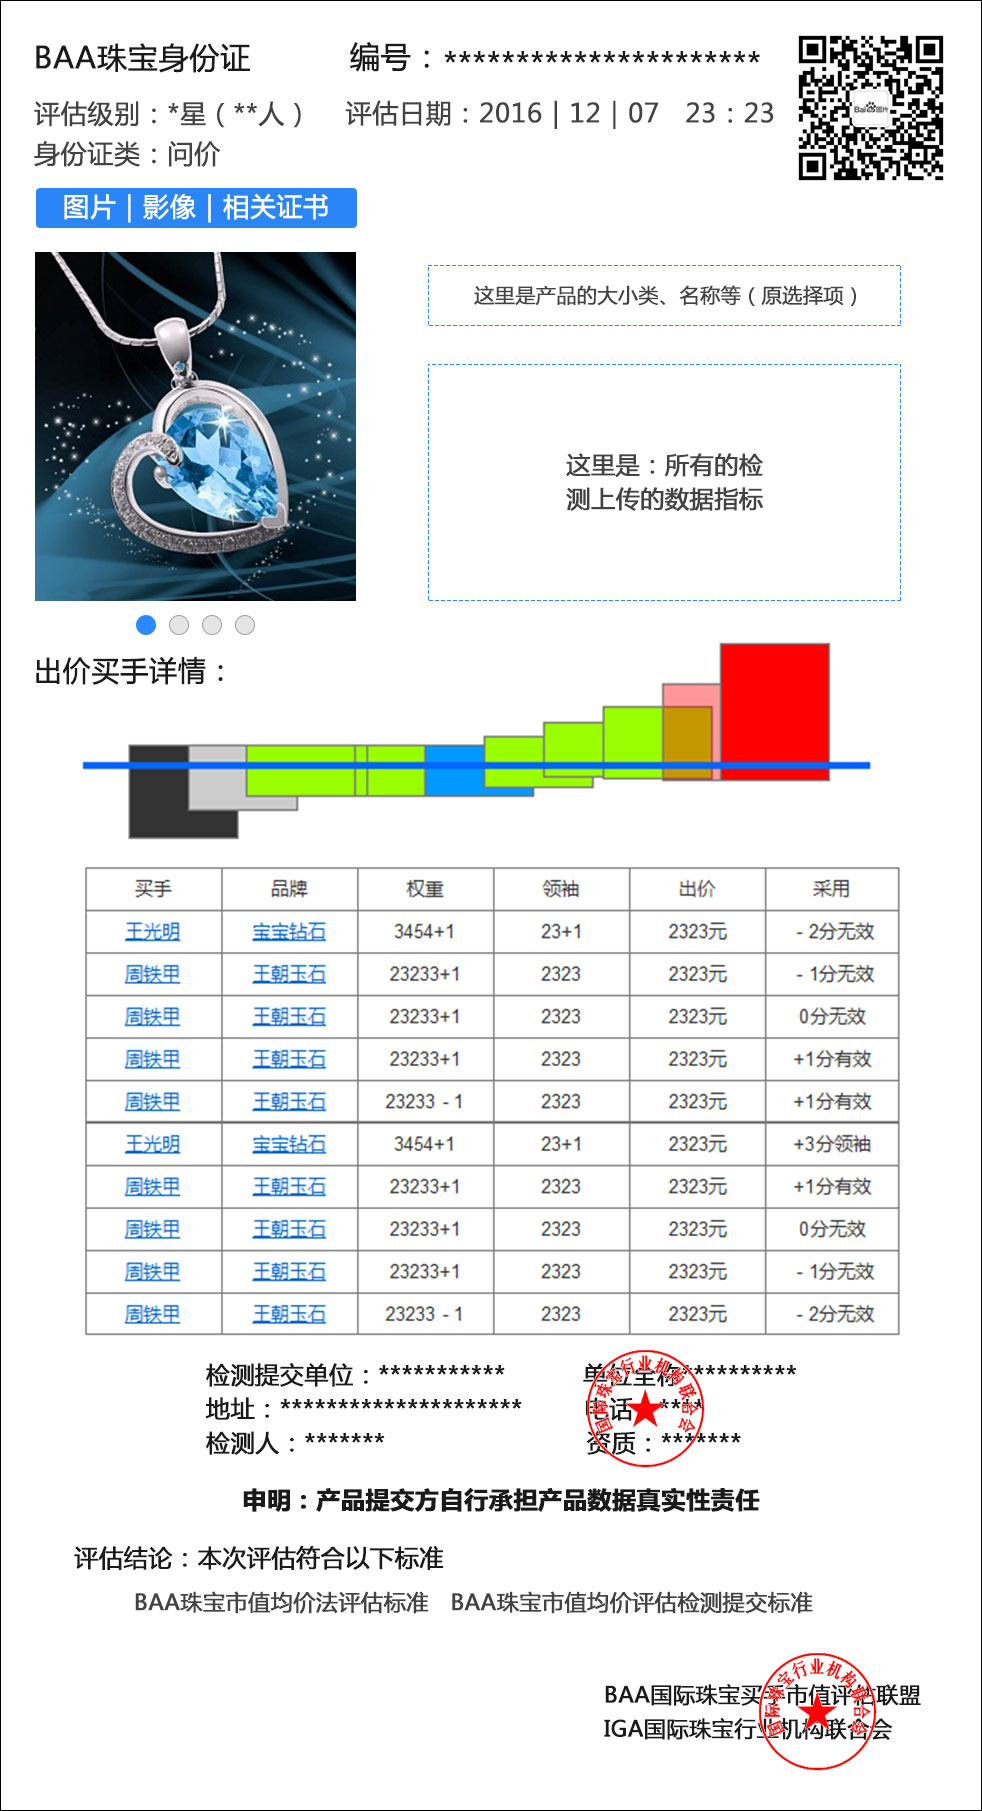 BAA珠宝身份证
编号：**********************
评估级别：*星（**人）
评估日期：2016｜12｜07 23：23
身份证类：问价
Bai图片
图片｜影像｜相关证书
这里是产品的大小类、名称等（原选择项）
这里是：所有的检
测上传的数据指标
出价买手详情：
买手 品牌 权重 领袖 出价 采用
王光明 宝宝钻石 3454+1 23+1 2323元 - 2分无效
周铁甲 王朝玉石 23233+1 2323 2323元 - 1分无效
周铁甲 王朝玉石 23233+1 2323 2323元 0分无效
周铁甲 王朝玉石 23233+1 2323 2323元 +1分有效
周铁甲 王朝玉石 23233 - 1 2323 2323元 +1分有效
王光明 宝宝钻石 3454+1 23+1 2323元 +3分领袖
周铁甲 王朝玉石 23233+1 2323 2323元 +1分有效
周铁甲 王朝玉石 23233+1 2323 2323元 0分无效
周铁甲 王朝玉石 23233+1 2323 2323元 - 1分无效
周铁甲 王朝玉石 23233 - 1 2323 2323元 - 2分无效
检测提交单位：***********
单位全称**********
地址：*********************
电话****
检测人：*******
资质：*******
国际珠宝行业机构联合会
申明：产品提交方自行承担产品数据真实性责任
评估结论：本次评估符合以下标准
BAA珠宝市值均价法评估标准 BAA珠宝市值均价评估检测提交标准
BAA国际珠宝买手市值评估联盟
IGA国际珠宝行业机构联合会
国际珠宝行业机构联合会